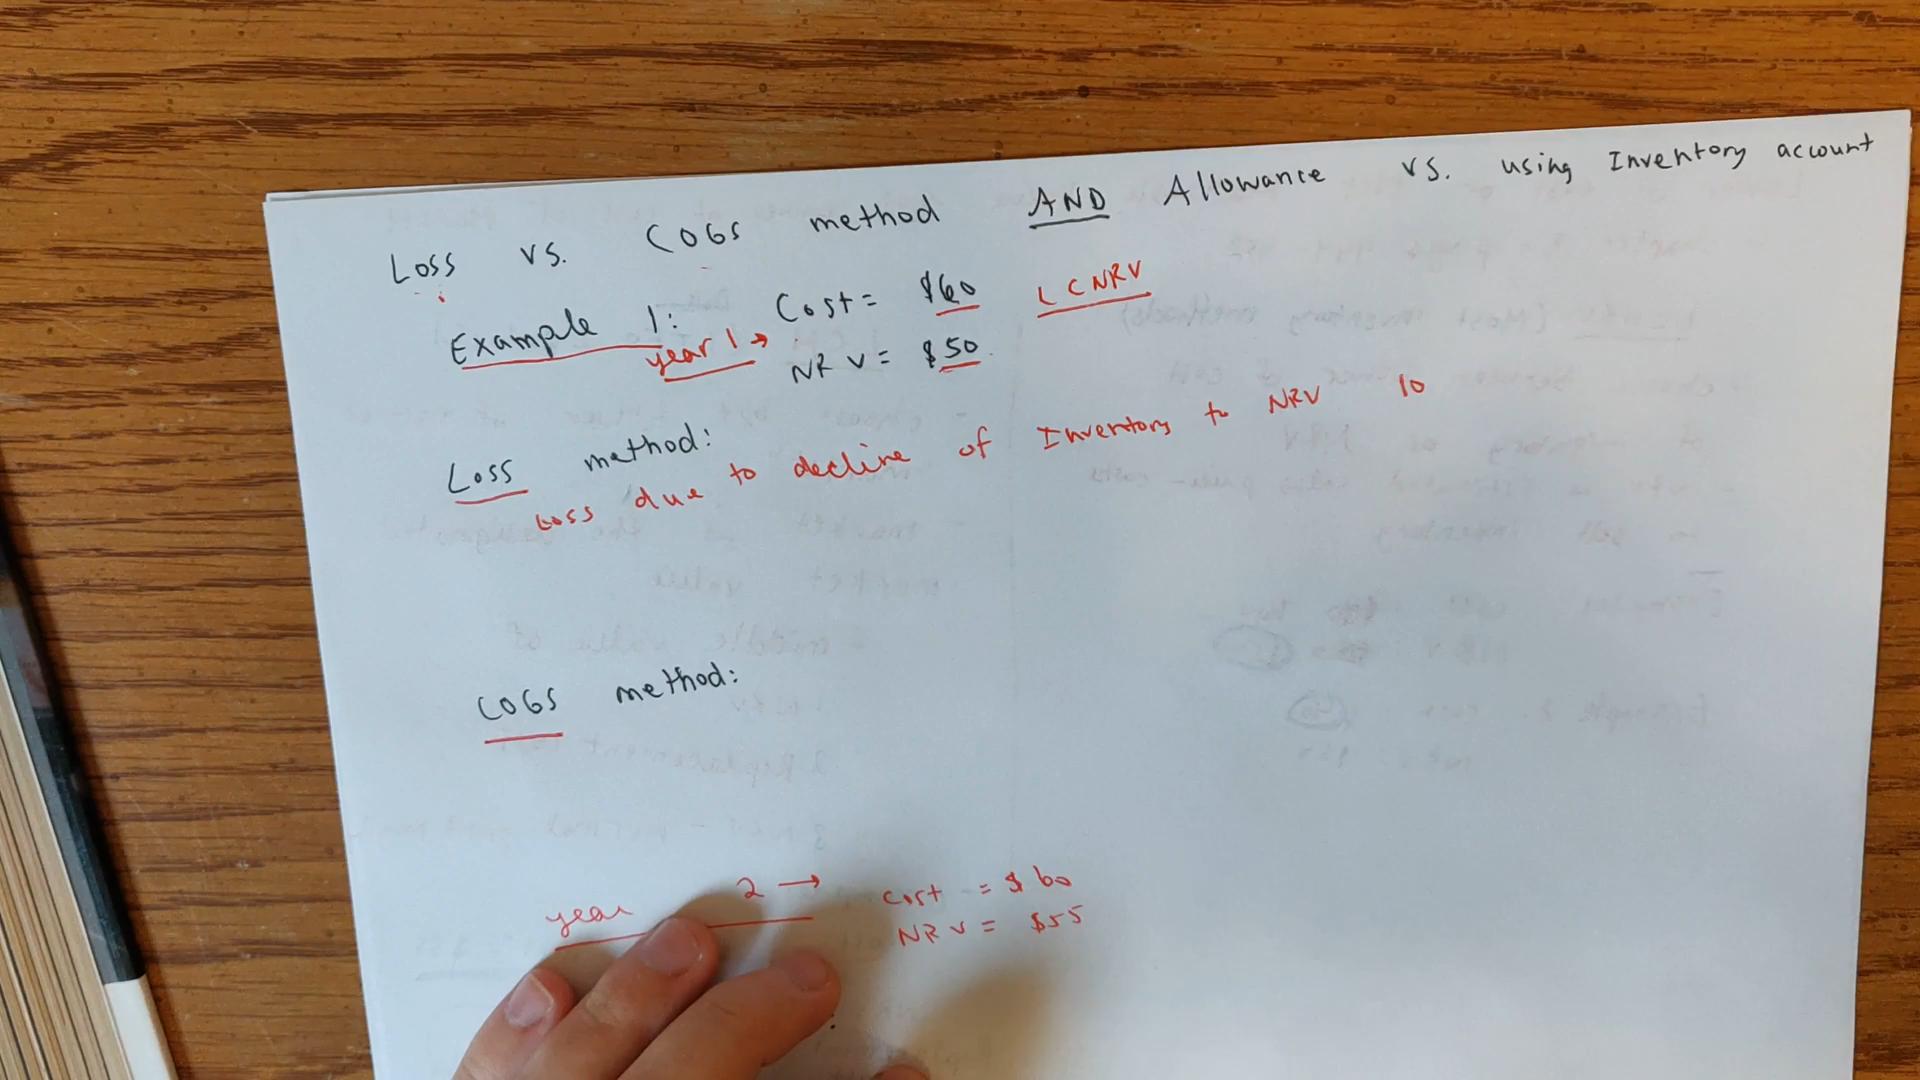 Loss vs. COGS method AND Allowance vs. using Inventory account
Example 1: Cost = $60 LCNRV
year 1 → NRV = $50
Loss method:
Loss due to decline of Inventory to NRV 10
COGS method:
year 2 → Cost = $60
NRV = $55